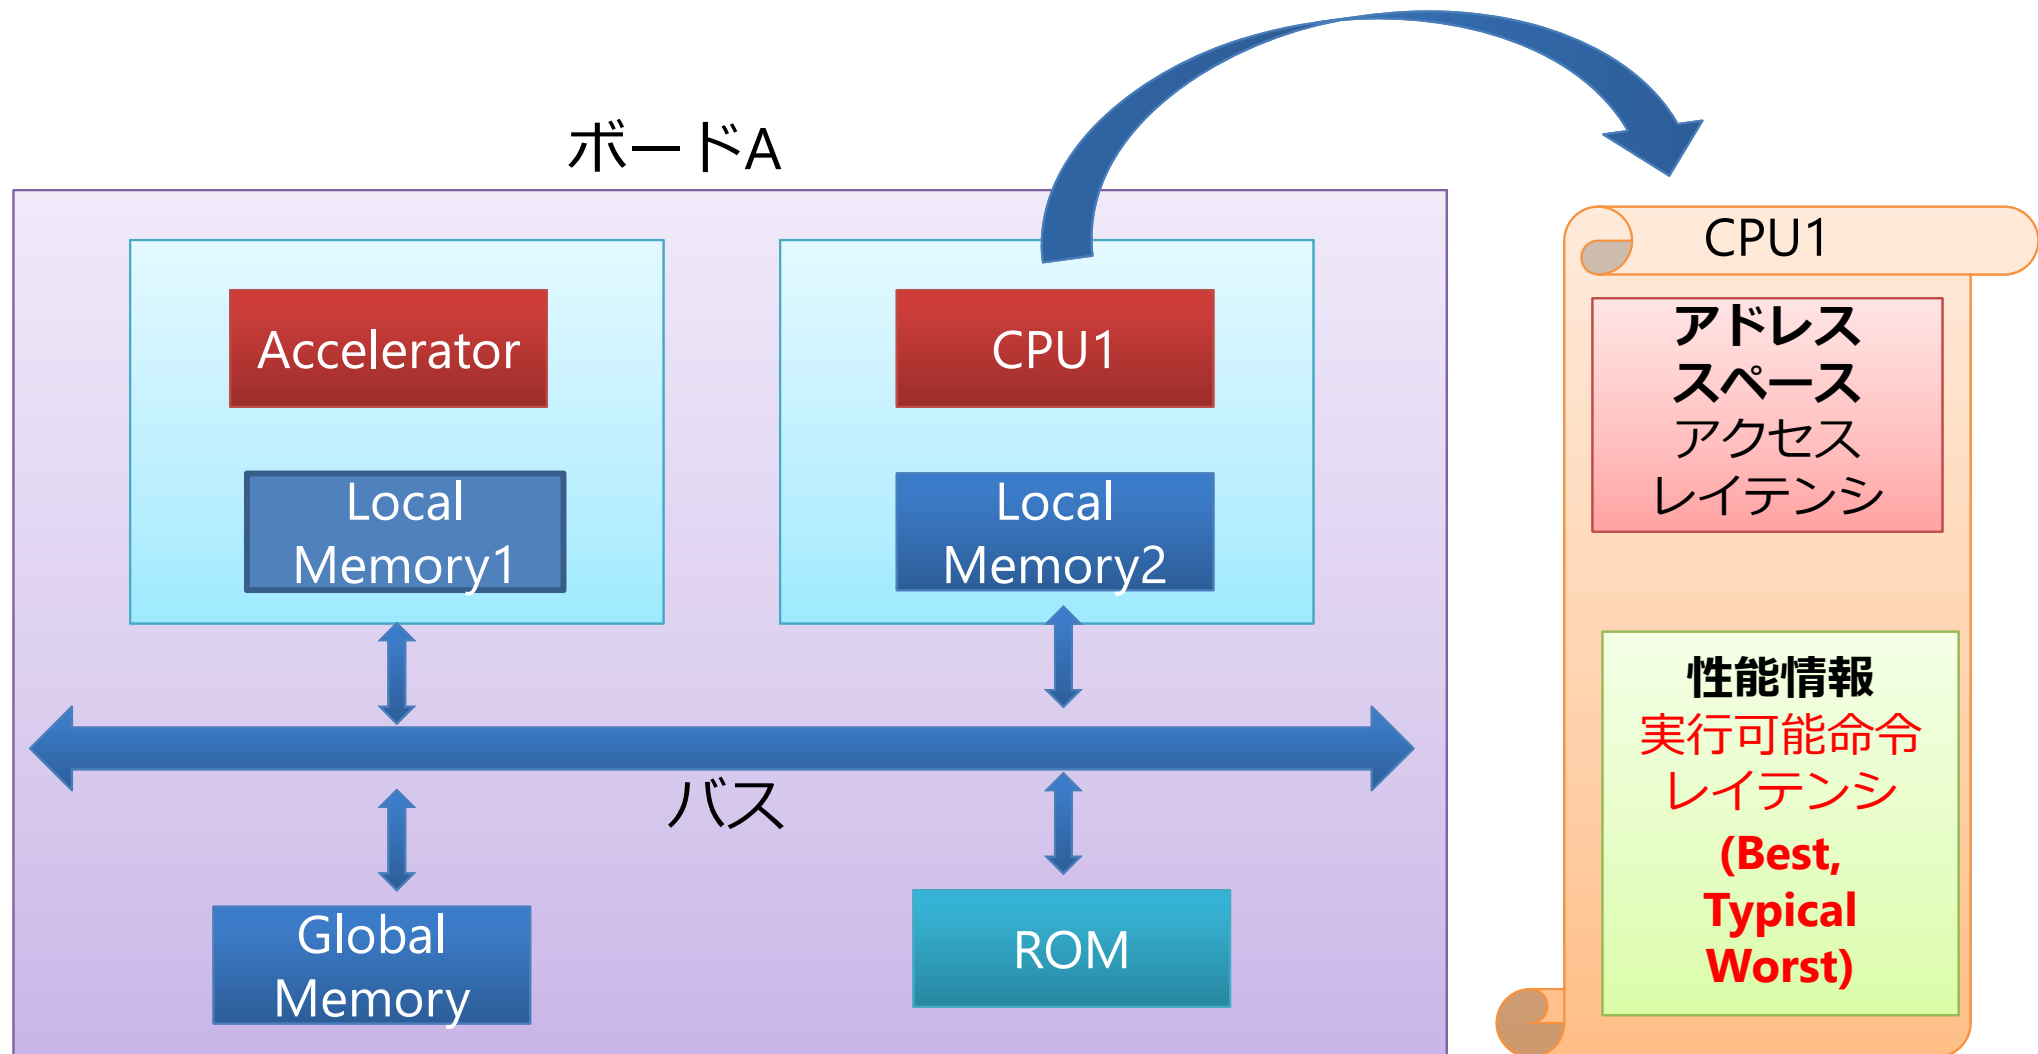 ボードA
Accelerator
Local
Memory1
CPU1
Local
Memory2
バス
Global
Memory
ROM
CPU1
アドレス
スペース
アクセス
レイテンシ
性能情報
実行可能命令
レイテンシ
(Best,
Typical
Worst)